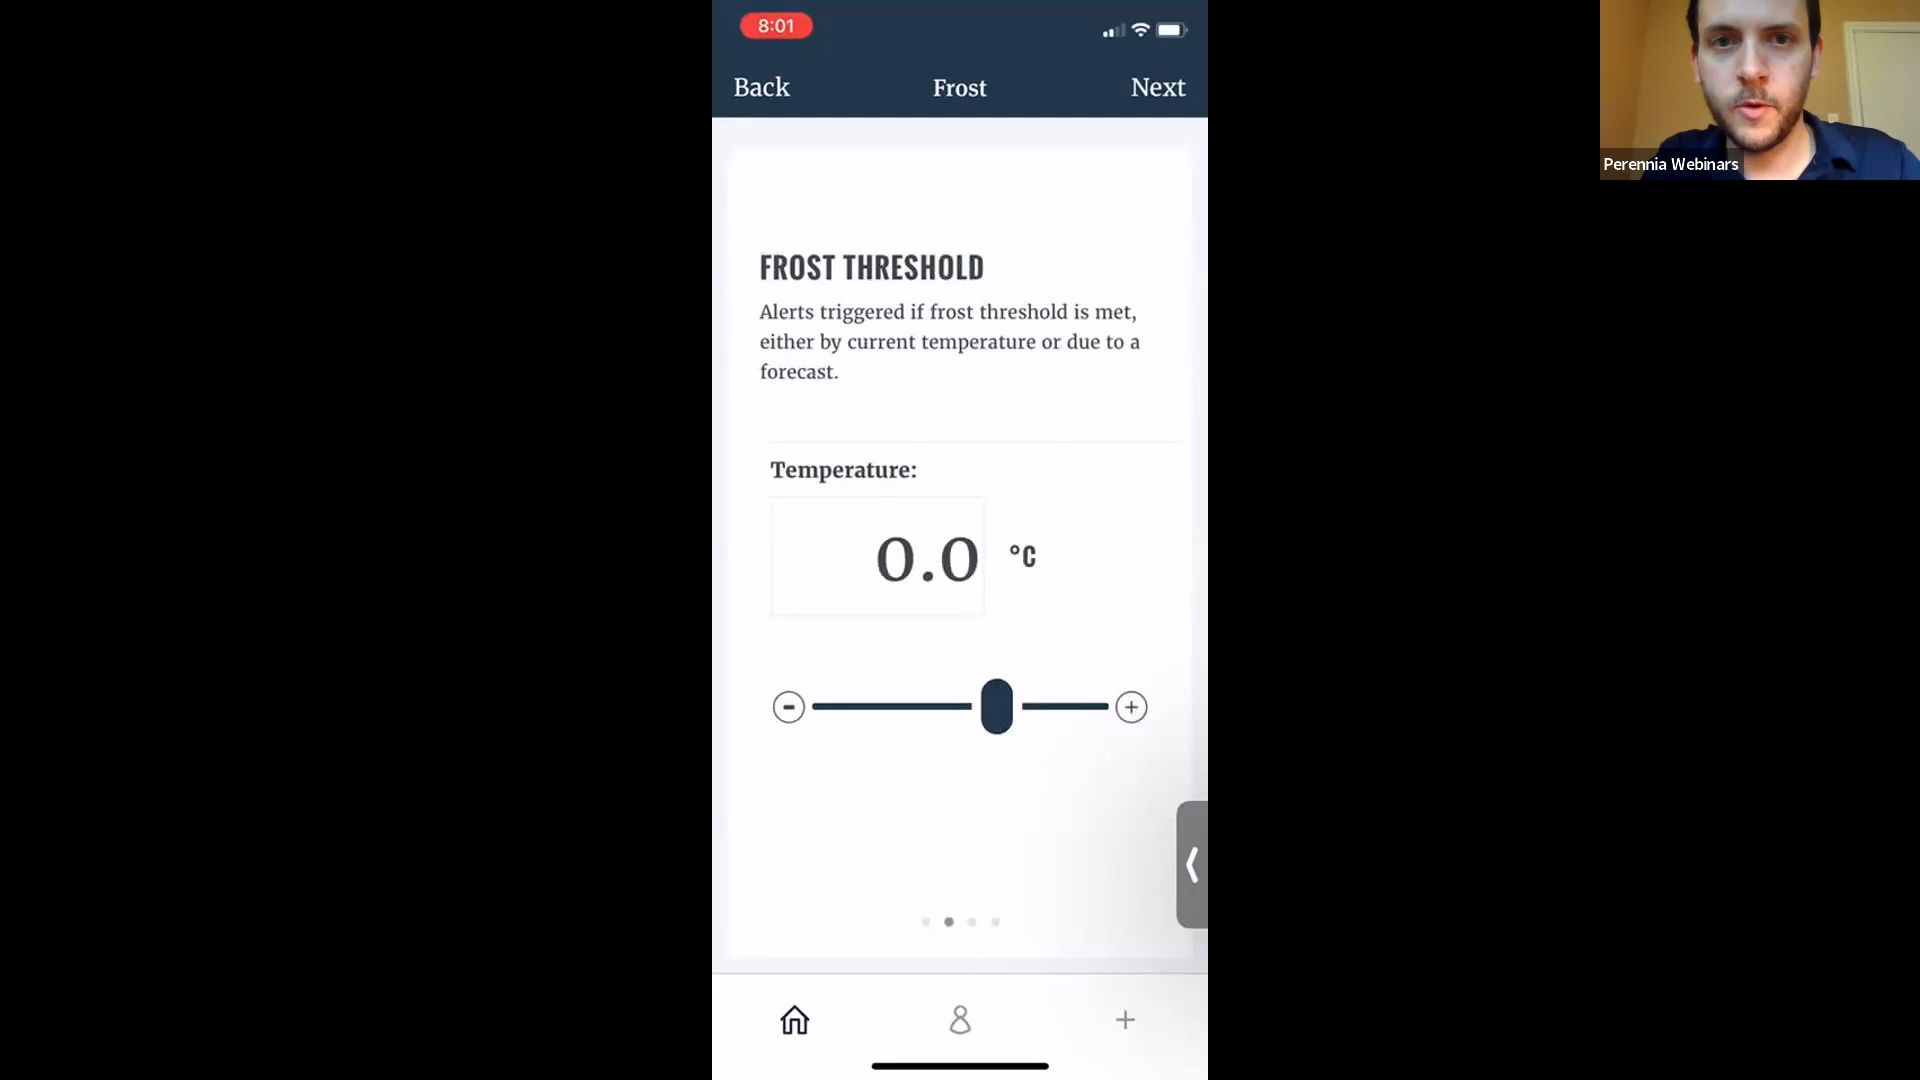 8:01
Back
Frost
Next
Perennia Webinars
FROST THRESHOLD
Alerts triggered if frost threshold is met,
either by current temperature or due to a
forecast.
Temperature:
0.0 °C